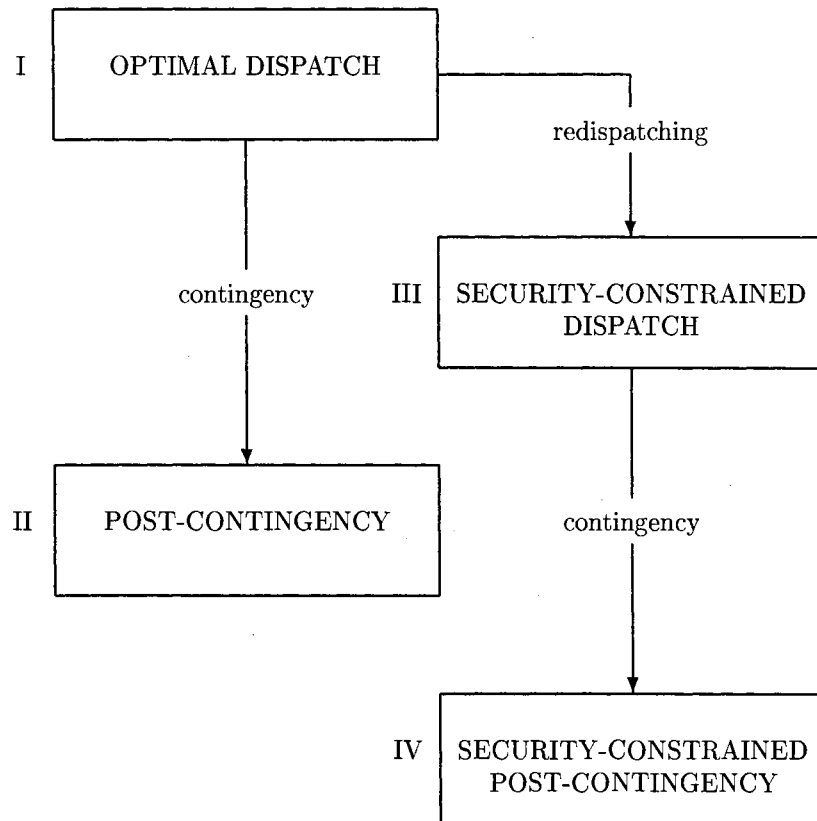 I
OPTIMAL DISPATCH
redispatching
contingency
III
SECURITY-CONSTRAINED
DISPATCH
II
POST-CONTINGENCY
contingency
IV
SECURITY-CONSTRAINED
POST-CONTINGENCY